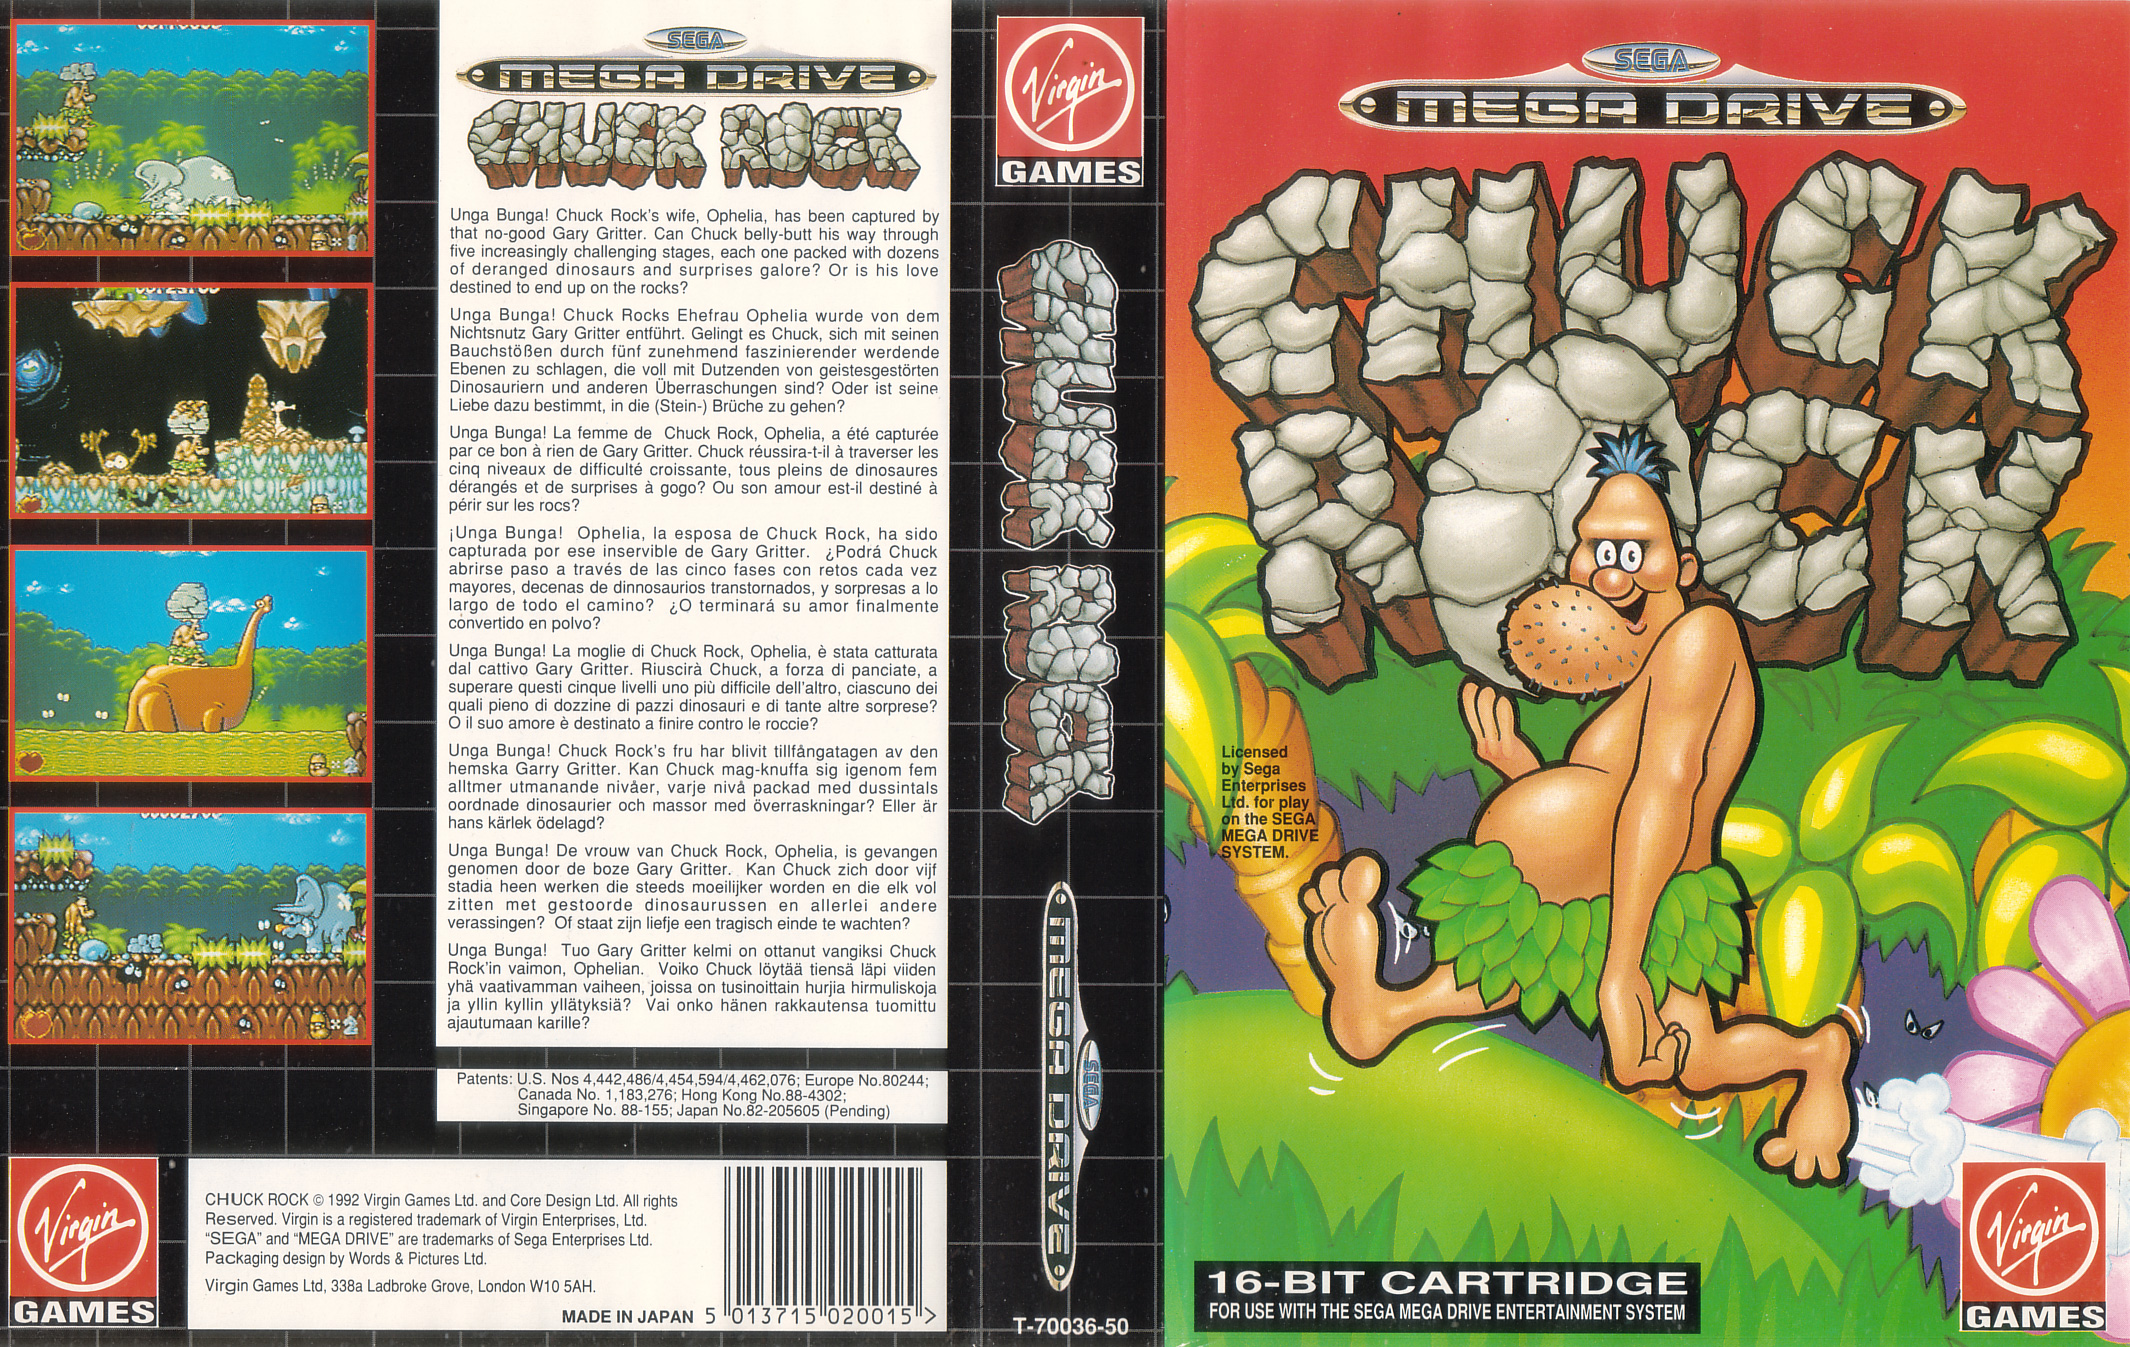 SEGA
MEGA DRIVE
CHUCK ROCK
Unga Bunga! Chuck Rock's wife, Ophelia, has been captured by
that no-good Gary Gritter. Can Chuck belly-butt his way through
five increasingly challenging stages, each one packed with dozens
of deranged dinosaurs and surprises galore? Or is his love
destined to end up on the rocks?
Unga Bunga! Chuck Rocks Ehefrau Ophelia wurde von dem
Nichtsnutz Gary Gritter entführt. Gelingt es Chuck, sich mit seinen
Bauchstößen durch fünf zunehmend faszinierender werdende
Ebenen zu schlagen, die voll mit Dutzenden von geistesgestörten
Dinosauriern und anderen Überraschungen sind? Oder ist seine
Liebe dazu bestimmt, in die (Stein-) Brüche zu gehen?
Unga Bunga! La femme de Chuck Rock, Ophelia, a été capturée
par ce bon à rien de Gary Gritter. Chuck réussira-t-il à traverser les
cinq niveaux de difficulté croissante, tous pleins de dinosaures
dérangés et de surprises à gogo? Ou son amour est-il destiné à
périr sur les rocs?
¡Unga Bunga! Ophelia, la esposa de Chuck Rock, ha sido
capturada por ese inservible de Gary Gritter. ¿Podrá Chuck
abrirse paso a través de las cinco fases con retos cada vez
mayores, decenas de dinnosaurios transtornados, y sorpresas a lo
largo de todo el camino? ¿O terminará su amor finalmente
convertido en polvo?
Unga Bunga! La moglie di Chuck Rock, Ophelia, è stata catturata
dal cattivo Gary Gritter. Riuscirà Chuck, a forza di panciate, a
superare questi cinque livelli uno più difficile dell'altro, ciascuno dei
quali pieno di dozzine di pazzi dinosauri e di tante altre sorprese?
O il suo amore è destinato a finire contro le roccie?
Unga Bunga! Chuck Rock's fru har blivit tillfångatagen av den
hemska Garry Gritter. Kan Chuck mag-knuffa sig igenom fem
alltmer utmanande nivåer, varje nivå packad med dussintals
oordnade dinosaurier och massor med överraskningar? Eller är
hans kärlek ödelagd?
Unga Bunga! De vrouw van Chuck Rock, Ophelia, is gevangen
genomen door de boze Gary Gritter. Kan Chuck zich door vijf
stadia heen werken die steeds moeilijker worden en die elk vol
zitten met gestoorde dinosaurussen en allerlei andere
verassingen? Of staat zijn liefje een tragisch einde te wachten?
Unga Bunga! Tuo Gary Gritter kelmi on ottanut vangiksi Chuck
Rock'in vaimon, Ophelian. Voiko Chuck löytää tiensä läpi viiden
yhä vaativamman vaiheen, joissa on tusinoittain hurjia hirmuliskoja
ja yllin kyllin yllätyksiä? Vai onko hänen rakkautensa tuomittu
ajautumaan karille?
Patents: U.S. Nos 4,442,486/4,454,594/4,462,076; Europe No.80244;
Canada No. 1,183,276; Hong Kong No.88-4302;
Singapore No. 88-155; Japan No.82-205605 (Pending)
Virgin
GAMES
CHUCK ROCK © 1992 Virgin Games Ltd. and Core Design Ltd. All rights
Reserved. Virgin is a registered trademark of Virgin Enterprises, Ltd.
"SEGA" and "MEGA DRIVE" are trademarks of Sega Enterprises Ltd.
Packaging design by Words & Pictures Ltd.
Virgin Games Ltd, 338a Ladbroke Grove, London W10 5AH.
MADE IN JAPAN 5 013715 020015 >
Virgin
GAMES
CHUCK ROCK
SEGA
MEGA DRIVE
T-70036-50
SEGA
MEGA DRIVE
CHUCK
ROCK
Licensed
by Sega
Enterprises
Ltd. for play
on the SEGA
MEGA DRIVE
SYSTEM.
16-BIT CARTRIDGE
FOR USE WITH THE SEGA MEGA DRIVE ENTERTAINMENT SYSTEM
Virgin
GAMES